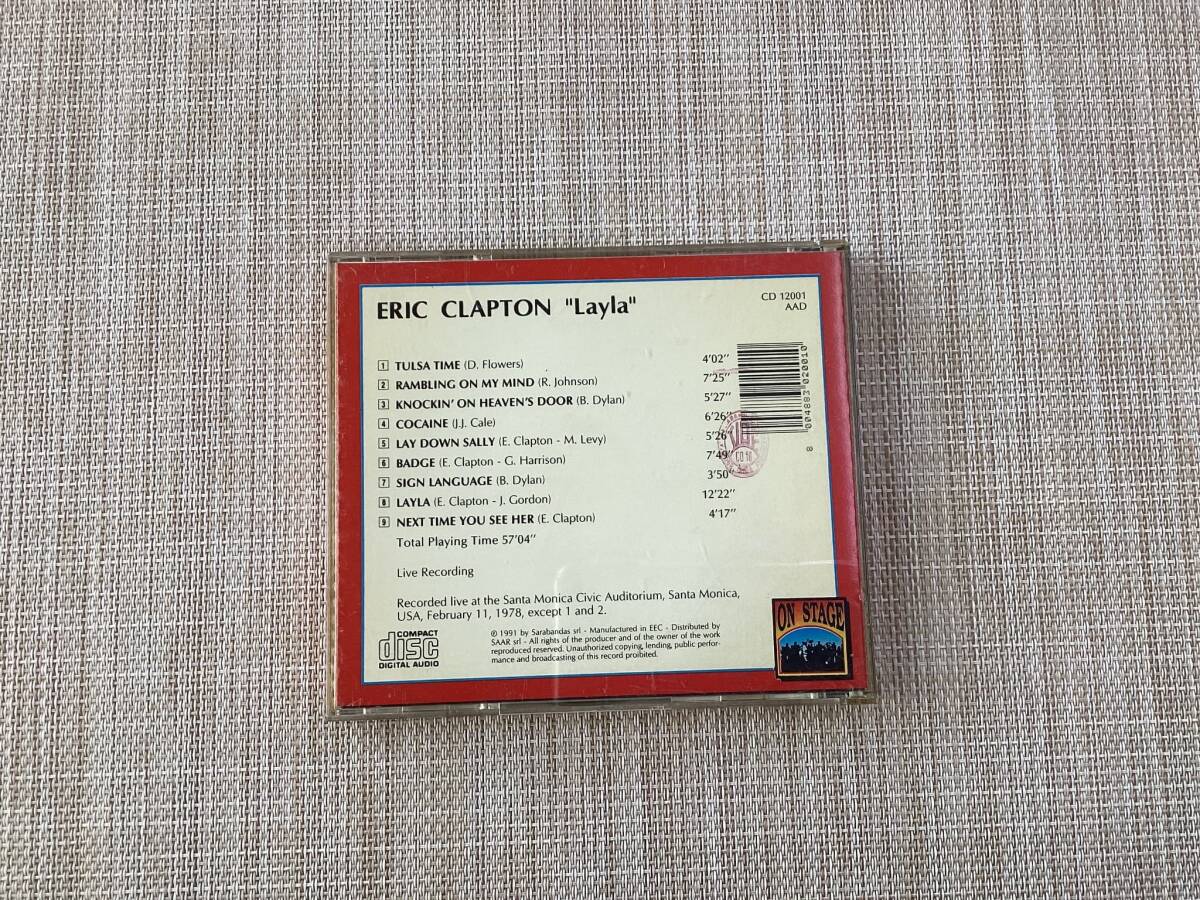 ERIC CLAPTON "Layla"
CD 12001
AAD
1 TULSA TIME (D. Flowers) 4'02"
2 RAMBLING ON MY MIND (R. Johnson) 7'25"
3 KNOCKIN' ON HEAVEN'S DOOR (B. Dylan) 5'27"
4 COCAINE (J.J. Cale) 6'26"
5 LAY DOWN SALLY (E. Clapton - M. Levy) 5'26"
6 BADGE (E. Clapton - G. Harrison) 7'49"
7 SIGN LANGUAGE (B. Dylan) 3'50"
8 LAYLA (E. Clapton - J. Gordon) 12'22"
9 NEXT TIME YOU SEE HER (E. Clapton) 4'17"
Total Playing Time 57'04"
8 004883 020010
Live Recording
Recorded live at the Santa Monica Civic Auditorium, Santa Monica,
USA, February 11, 1978, except 1 and 2.
COMPACT
disc
DIGITAL AUDIO
℗ 1991 by Sarabandas srl - Manufactured in EEC - Distributed by
SAAR srl - All rights of the producer and of the owner of the work
reproduced reserved. Unauthorized copying, lending, public perfor-
mance and broadcasting of this record proibited.
ON STAGE